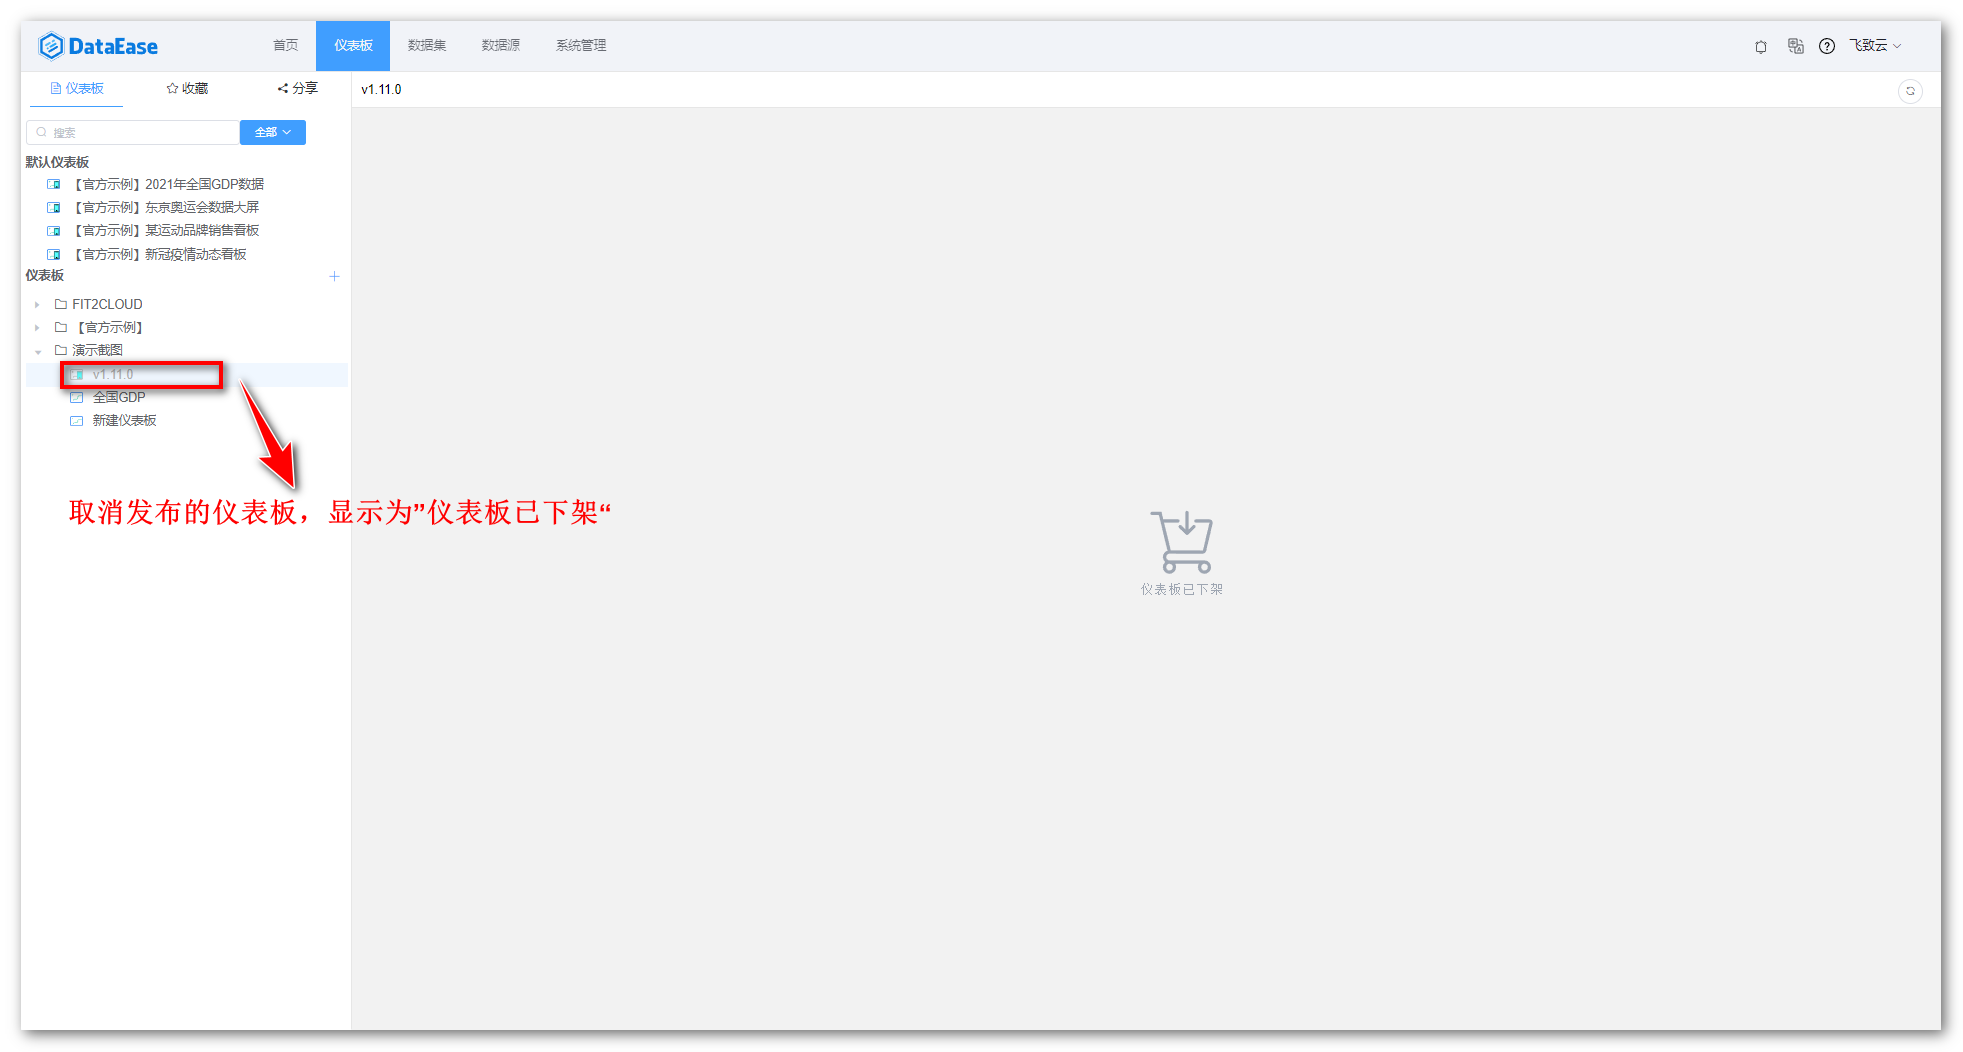 DataEase
首页 仪表板 数据集 数据源 系统管理 飞致云
仪表板 收藏 分享
v1.11.0
搜索 全部
默认仪表板
【官方示例】2021年全国GDP数据
【官方示例】东京奥运会数据大屏
【官方示例】某运动品牌销售看板
【官方示例】新冠疫情动态看板
仪表板
FIT2CLOUD
【官方示例】
演示截图
v1.11.0
全国GDP
新建仪表板
取消发布的仪表板，显示为”仪表板已下架“
仪表板已下架